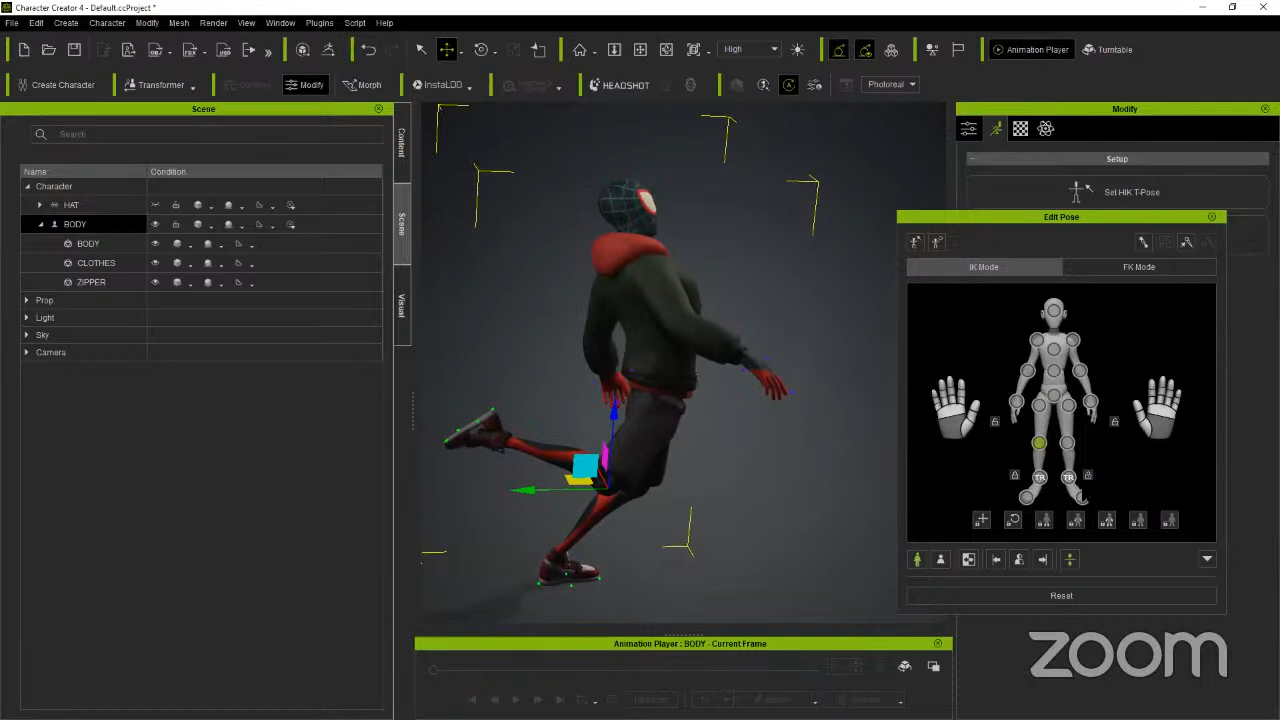 Character Creator 4 - Default.ccProject *
File Edit Create Character Modify Mesh Render View Window Plugins Script Help
High Animation Player Turntable
Create Character Transformer Modify Morph InstaLOD HEADSHOT Photoreal
Scene
Search
Name Condition
Character
HAT
BODY
BODY
CLOTHES
ZIPPER
Prop
Light
Sky
Camera
Content
Scene
Visual
Modify
Setup
Set HIK T-Pose
Edit Pose
IK Mode FK Mode
TR TR
Reset
Animation Player : BODY - Current Frame
zoom